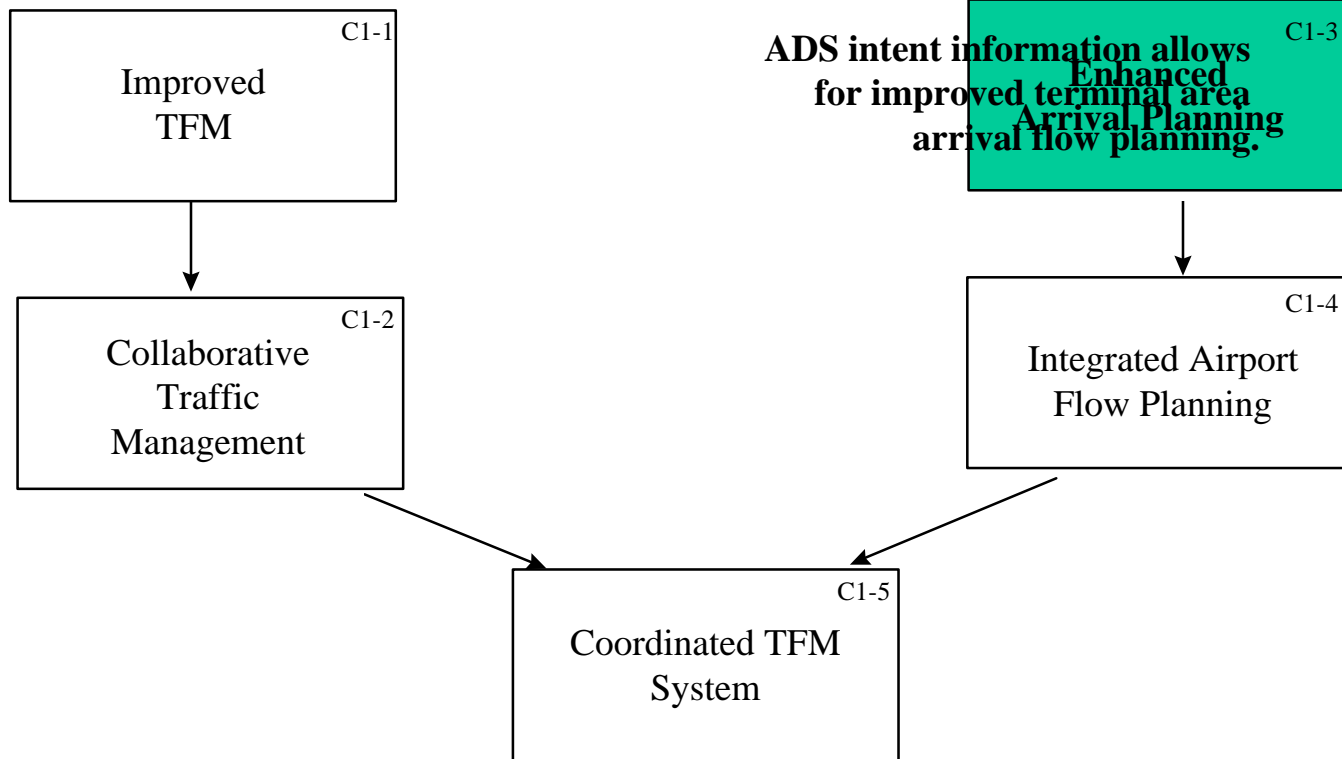 C1-1
Improved
TFM
C1-3
ADS intent information allows
for improved terminal area
arrival flow planning.
Enhanced
Arrival Planning
C1-2
Collaborative
Traffic
Management
C1-4
Integrated Airport
Flow Planning
C1-5
Coordinated TFM
System